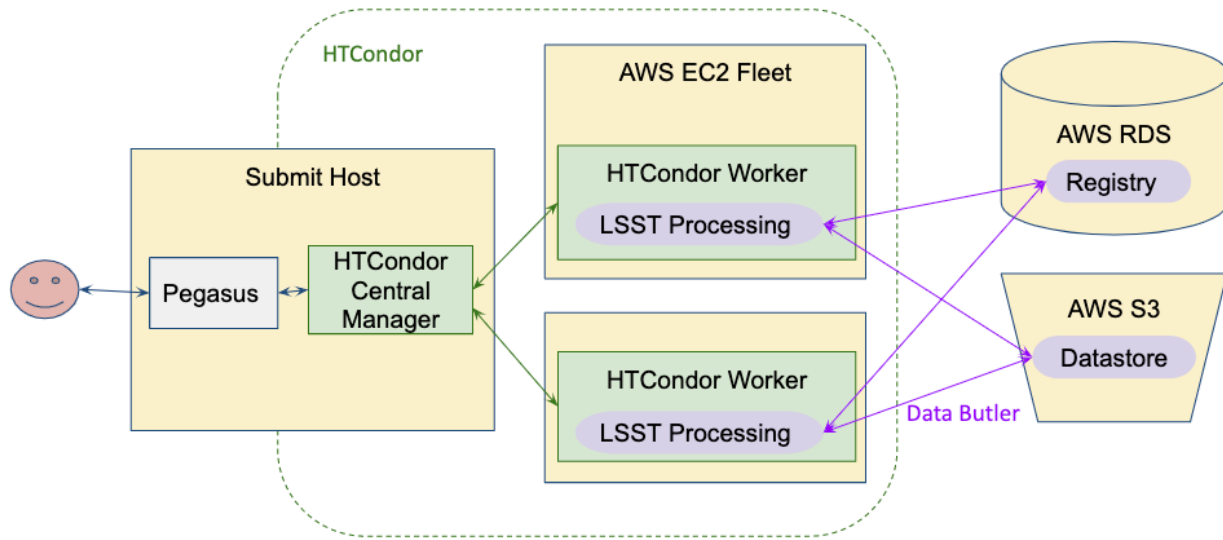 HTCondor
AWS EC2 Fleet
AWS RDS
Registry
Submit Host
HTCondor Worker
LSST Processing
Pegasus
HTCondor
Central
Manager
AWS S3
Datastore
HTCondor Worker
LSST Processing
Data Butler